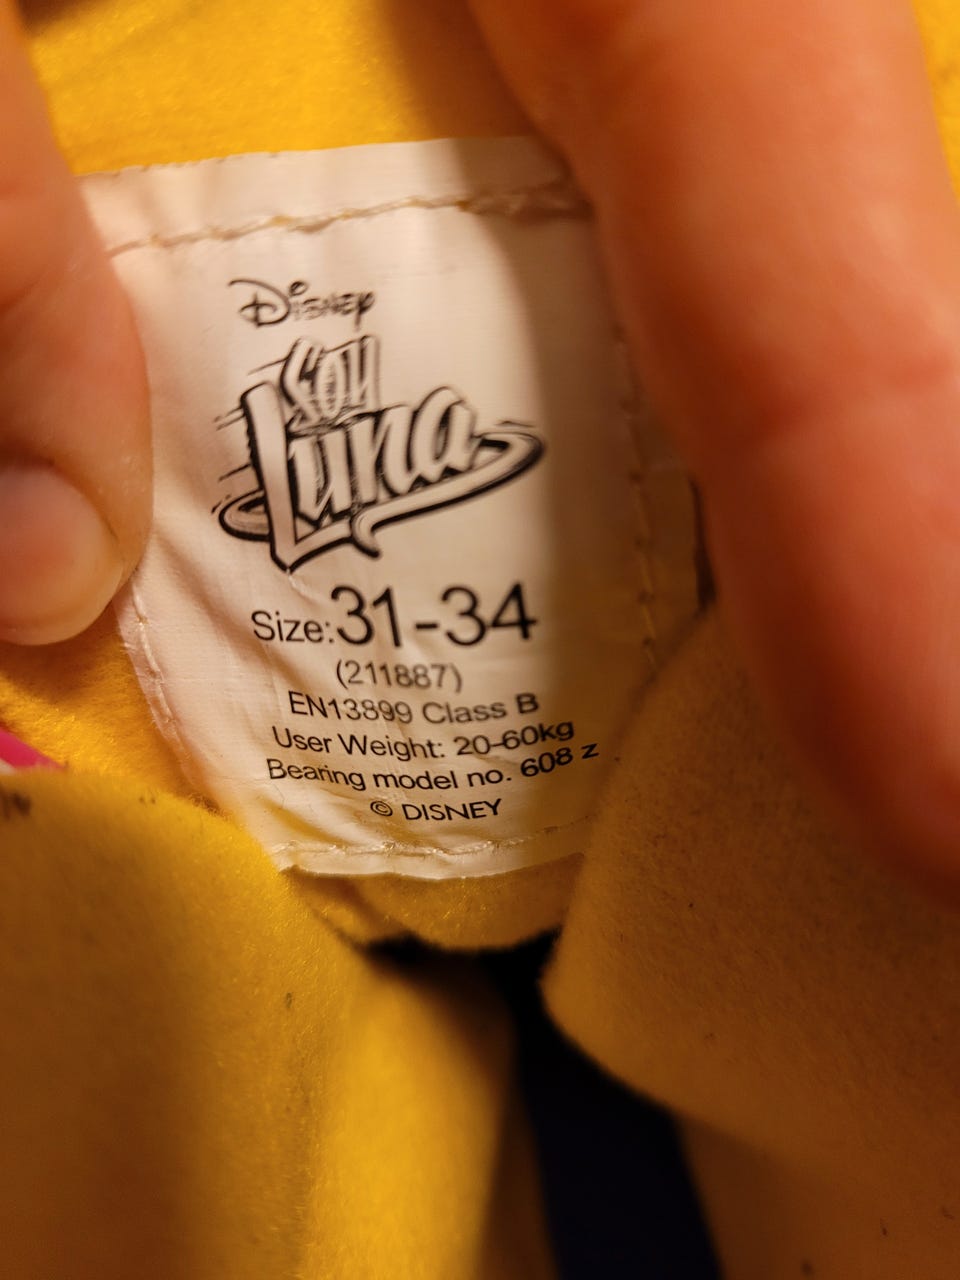 Disney
SOY
Luna
Size:31-34
(211887)
EN13899 Class B
User Weight: 20-60kg
Bearing model no. 608 z
© DISNEY